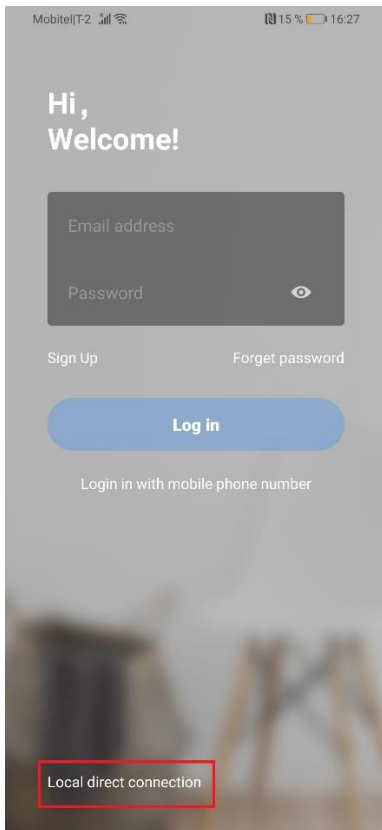 Mobitel|T-2 15 % 16:27
Hi,
Welcome!
Email address
Password
Sign Up Forget password
Log in
Login in with mobile phone number
Local direct connection